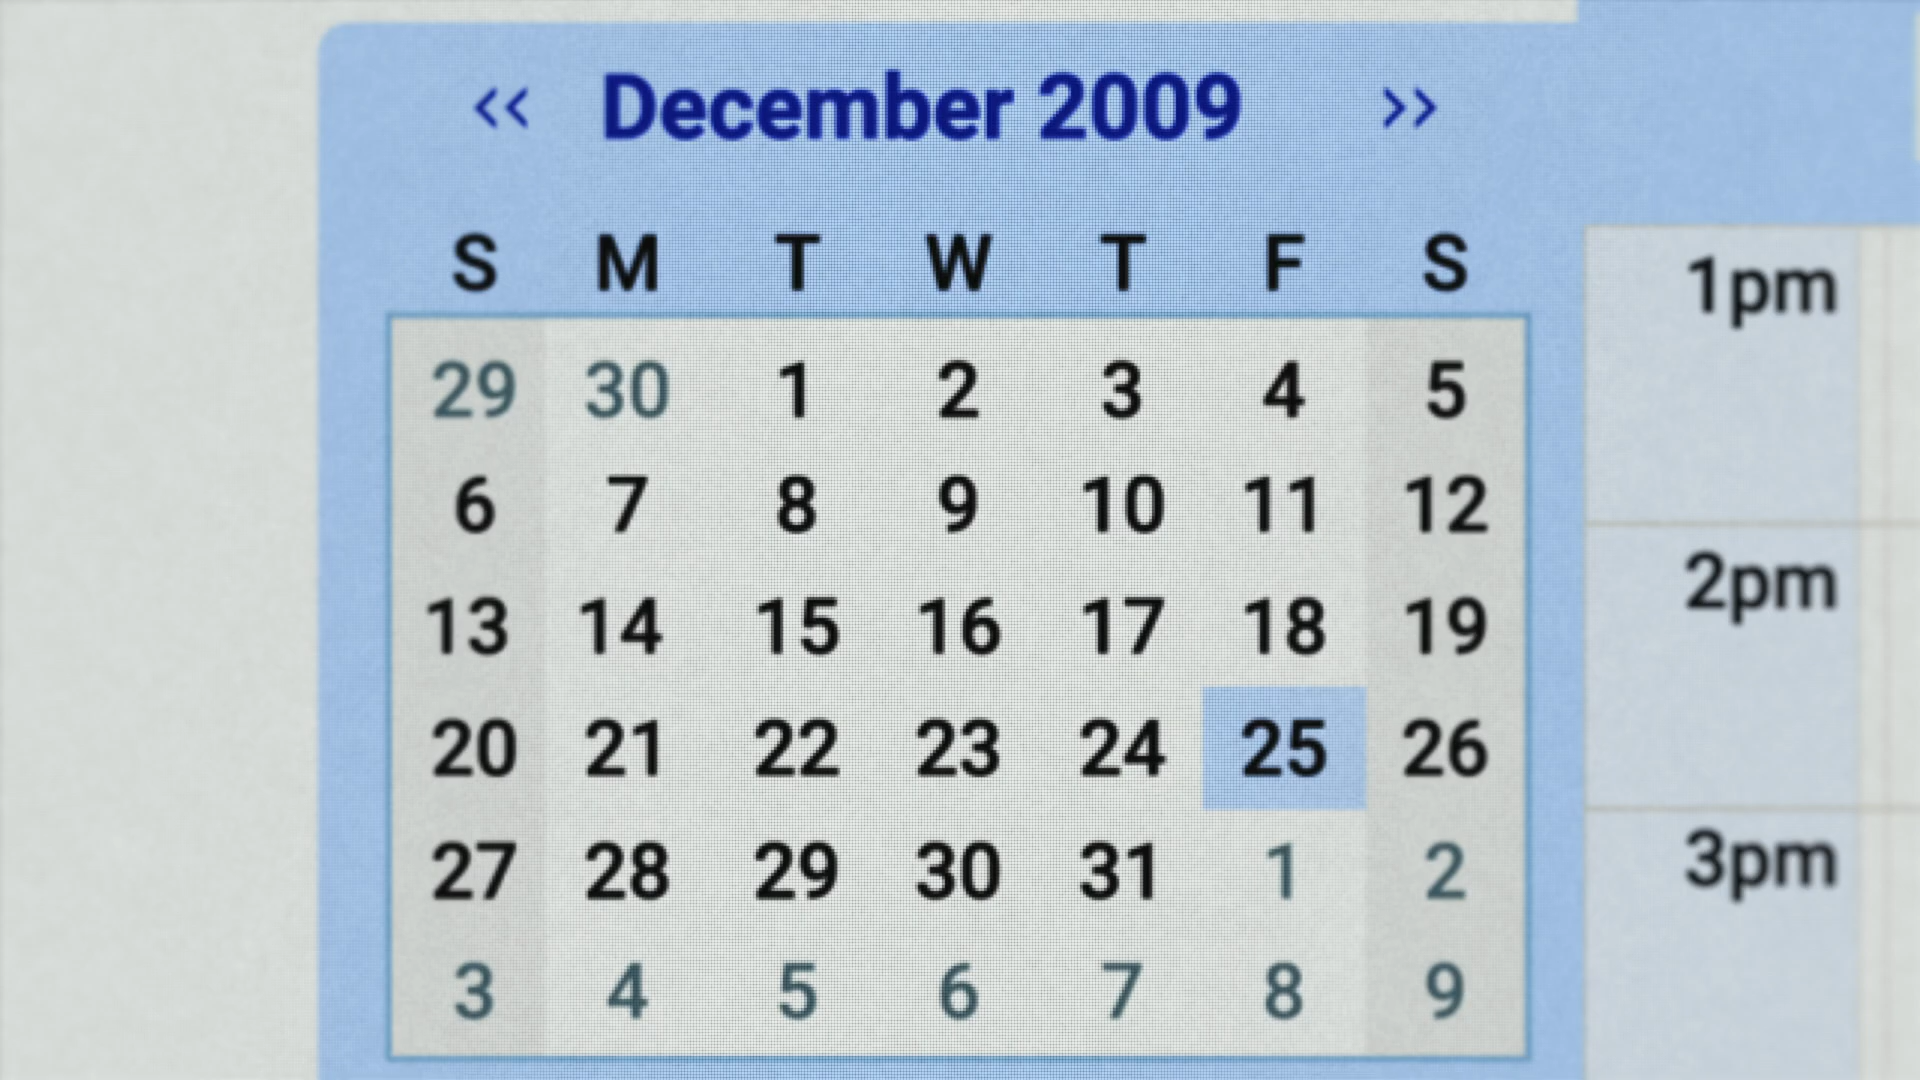 << December 2009 >>
S M T W T F S
29 30 1 2 3 4 5
6 7 8 9 10 11 12
13 14 15 16 17 18 19
20 21 22 23 24 25 26
27 28 29 30 31 1 2
3 4 5 6 7 8 9
1pm
2pm
3pm